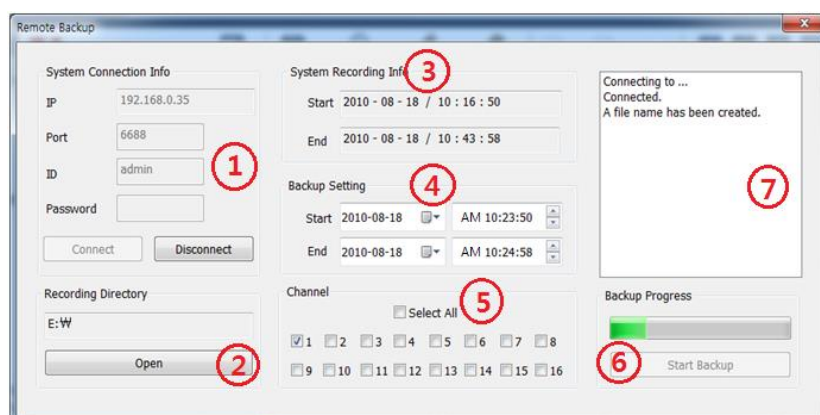 Remote Backup
System Connection Info
IP 192.168.0.35
Port 6688
ID admin
Password
Connect Disconnect
1
Recording Directory
E:₩
Open
2
System Recording Info
3
Start 2010 - 08 - 18 / 10 : 16 : 50
End 2010 - 08 - 18 / 10 : 43 : 58
Backup Setting
4
Start 2010-08-18 AM 10:23:50
End 2010-08-18 AM 10:24:58
Channel
Select All
5
1 2 3 4 5 6 7 8
9 10 11 12 13 14 15 16
Connecting to ...
Connected.
A file name has been created.
7
Backup Progress
6
Start Backup